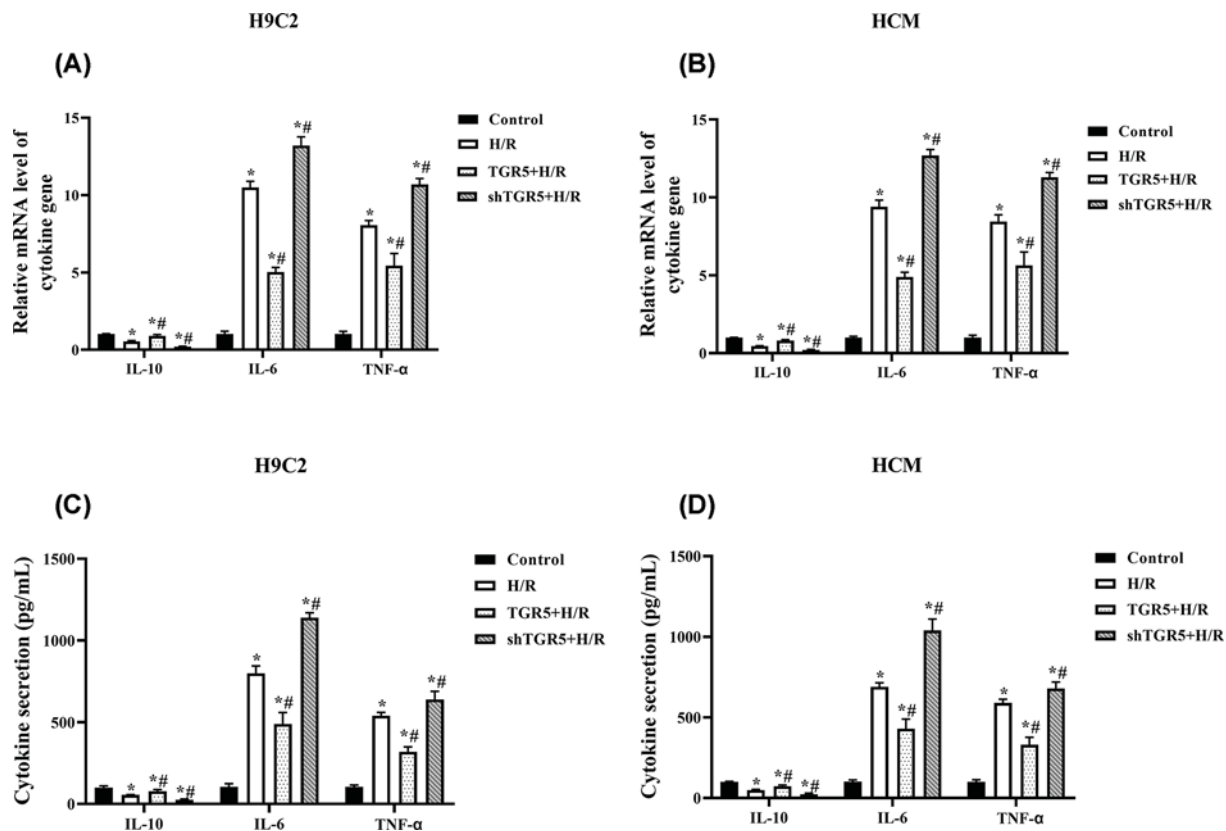 H9C2
(A)
Relative mRNA level of
cytokine gene
15
10
5
0
* *# *#
* *# *#
* *# *#
IL-10 IL-6 TNF-α
Control
H/R
TGR5+H/R
shTGR5+H/R
HCM
(B)
Relative mRNA level of
cytokine gene
15
10
5
0
* *# *#
* *# *#
* *# *#
IL-10 IL-6 TNF-α
Control
H/R
TGR5+H/R
shTGR5+H/R
H9C2
(C)
Cytokine secretion (pg/mL)
1500
1000
500
0
* *# *#
* *# *#
* *# *#
IL-10 IL-6 TNF-α
Control
H/R
TGR5+H/R
shTGR5+H/R
HCM
(D)
Cytokine secretion (pg/mL)
1500
1000
500
0
* *# *#
* *# *#
* *# *#
IL-10 IL-6 TNF-α
Control
H/R
TGR5+H/R
shTGR5+H/R